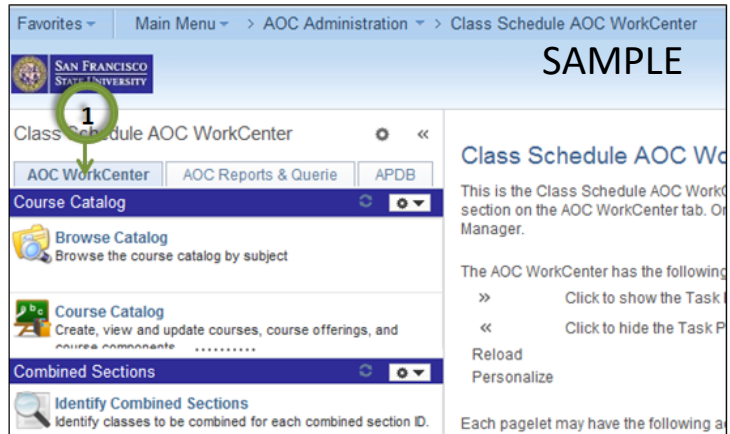 Favorites Main Menu > AOC Administration > Class Schedule AOC WorkCenter
SAN FRANCISCO
STATE UNIVERSITY
SAMPLE
1
Class Schedule AOC WorkCenter «
AOC WorkCenter AOC Reports & Querie APDB
Course Catalog
Browse Catalog
Browse the course catalog by subject
Course Catalog
Create, view and update courses, course offerings, and
course components
Combined Sections
Identify Combined Sections
Identify classes to be combined for each combined section ID.
Class Schedule AOC Wo
This is the Class Schedule AOC Work
section on the AOC WorkCenter tab. Or
Manager.
The AOC WorkCenter has the following
» Click to show the Task
« Click to hide the Task P
Reload
Personalize
Each pagelet may have the following a